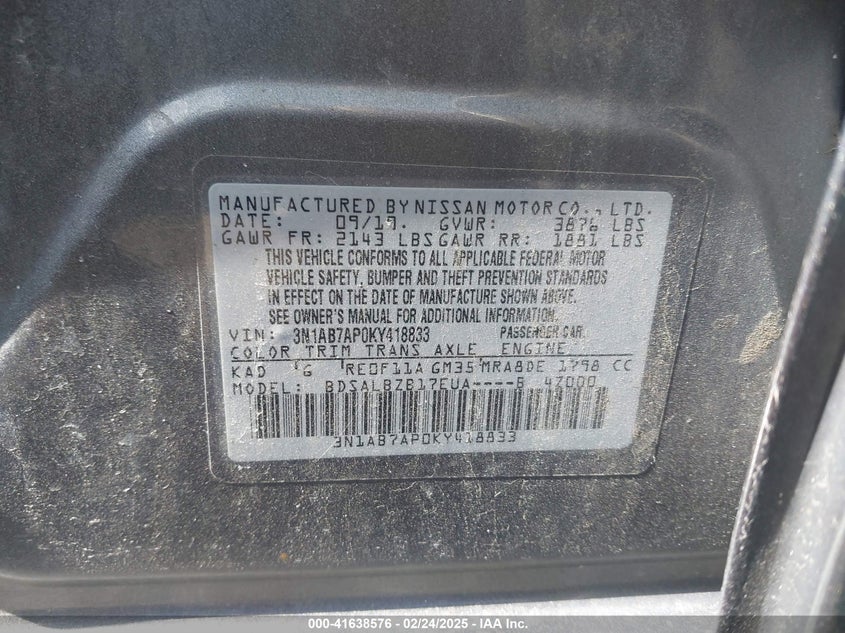 MANUFACTURED BY NISSAN MOTOR CO., LTD.
DATE: 09/19. GVWR: 3876 LBS
GAWR FR: 2143 LBS GAWR RR: 1881 LBS
THIS VEHICLE CONFORMS TO ALL APPLICABLE FEDERAL MOTOR
VEHICLE SAFETY, BUMPER AND THEFT PREVENTION STANDARDS
IN EFFECT ON THE DATE OF MANUFACTURE SHOWN ABOVE.
SEE OWNER'S MANUAL FOR ADDITIONAL INFORMATION.
VIN: 3N1AB7AP0KY418833 PASSENGER CAR.
COLOR TRIM TRANS AXLE ENGINE
KAD G RE0F11A GM35 MRA8DE 1798 CC
MODEL: BDSALBZB17EUA----B 4Z000
3N1AB7AP0KY418833
000-41638576 - 02/24/2025 - IAA Inc.